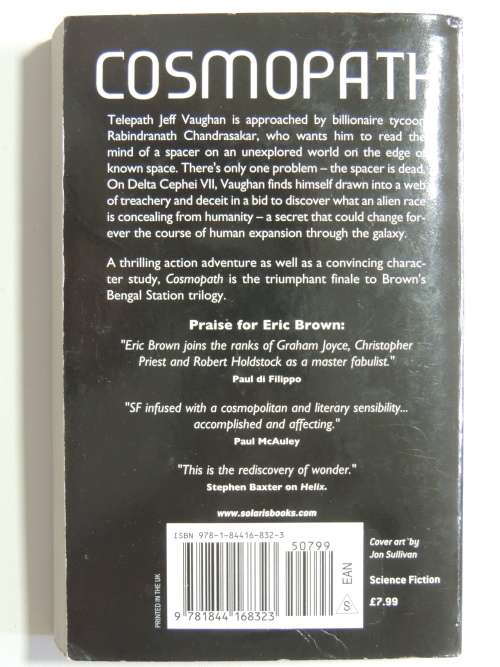 COSMOPATH
Telepath Jeff Vaughan is approached by billionaire tycoon
Rabindranath Chandrasakar, who wants him to read the
mind of a spacer on an unexplored world on the edge of
known space. There's only one problem – the spacer is dead.
On Delta Cephei VII, Vaughan finds himself drawn into a web
of treachery and deceit in a bid to discover what an alien race
is concealing from humanity – a secret that could change for-
ever the course of human expansion through the galaxy.
A thrilling action adventure as well as a convincing charac-
ter study, Cosmopath is the triumphant finale to Brown's
Bengal Station trilogy.
Praise for Eric Brown:
"Eric Brown joins the ranks of Graham Joyce, Christopher
Priest and Robert Holdstock as a master fabulist."
Paul di Filippo
"SF infused with a cosmopolitan and literary sensibility...
accomplished and affecting."
Paul McAuley
"This is the rediscovery of wonder."
Stephen Baxter on Helix.
www.solarisbooks.com
ISBN 978-1-84416-832-3
50799
9 781844 168323
EAN
S
PRINTED IN THE UK
Cover art by
Jon Sullivan
Science Fiction
£7.99